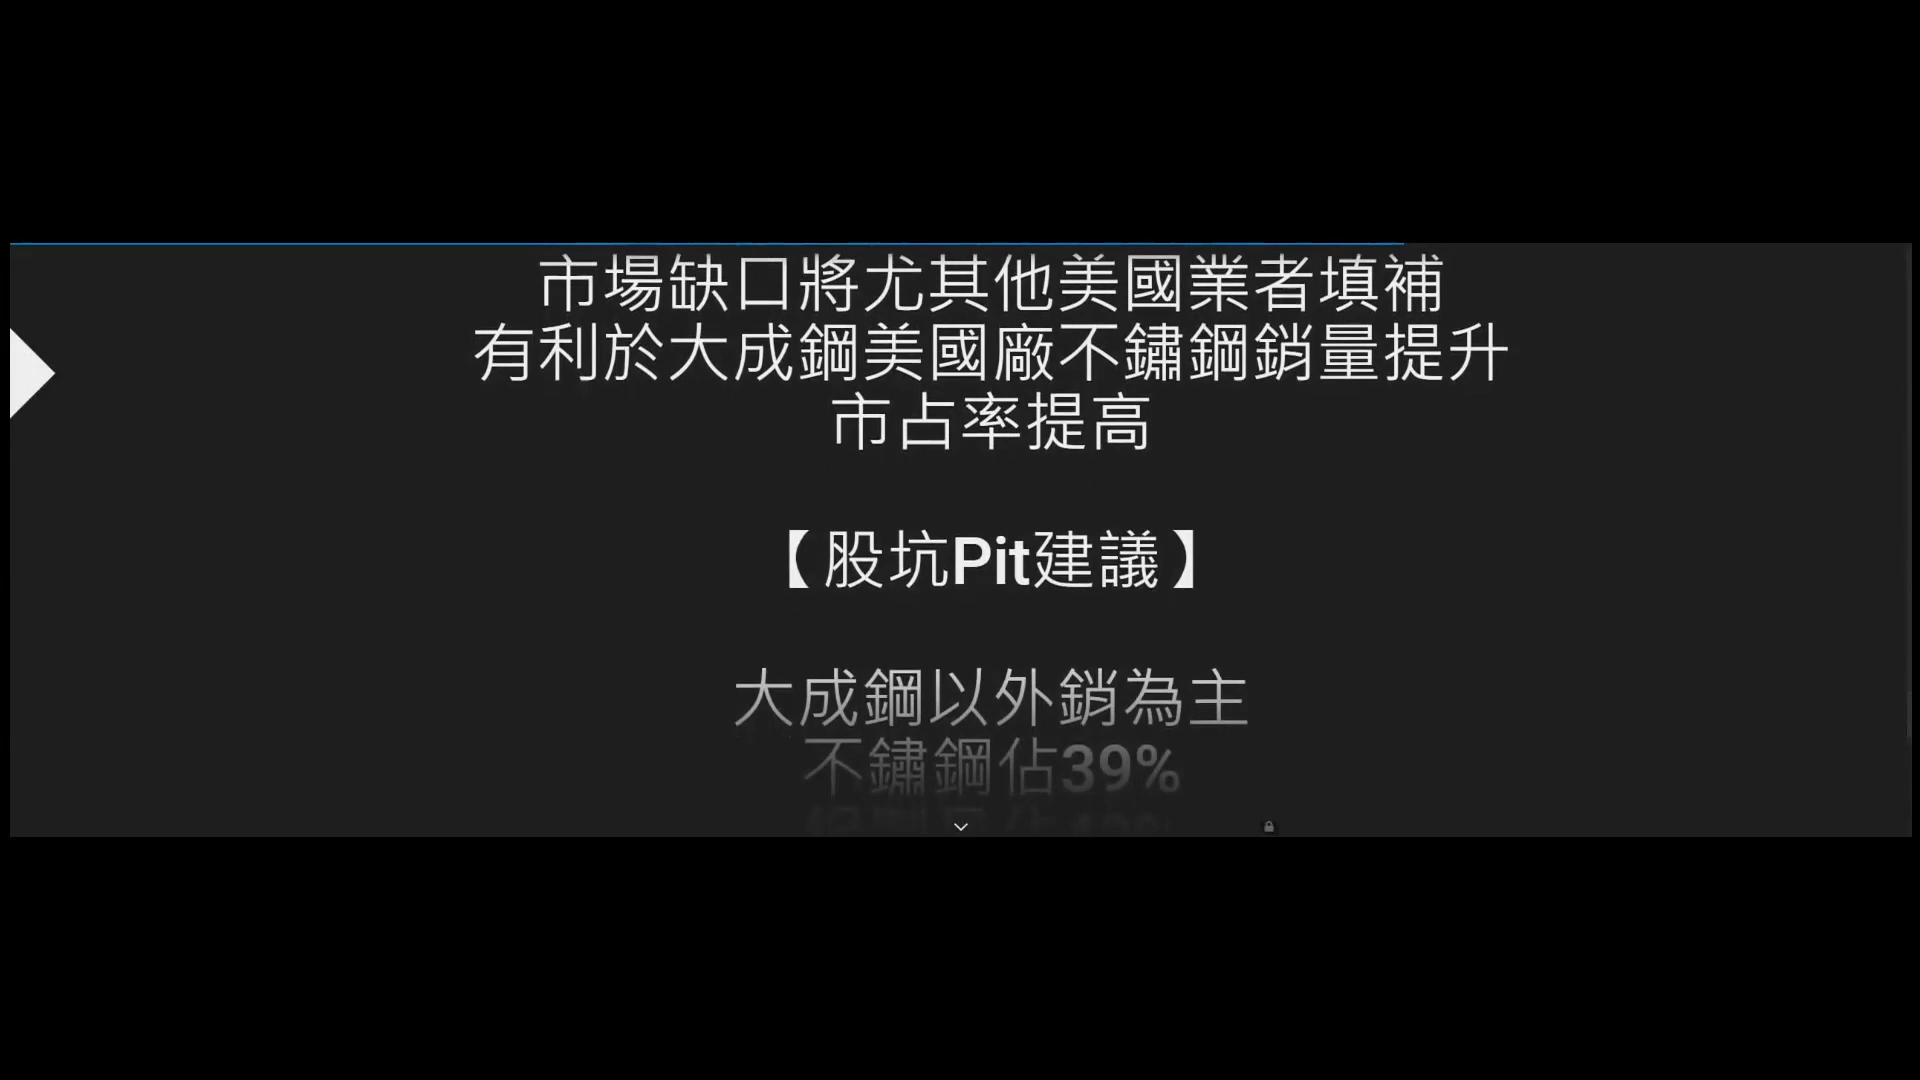 市場缺口將尤其他美國業者填補
有利於大成鋼美國廠不鏽鋼銷量提升
市占率提高
【股坑Pit建議】
大成鋼以外銷為主
不鏽鋼佔39%